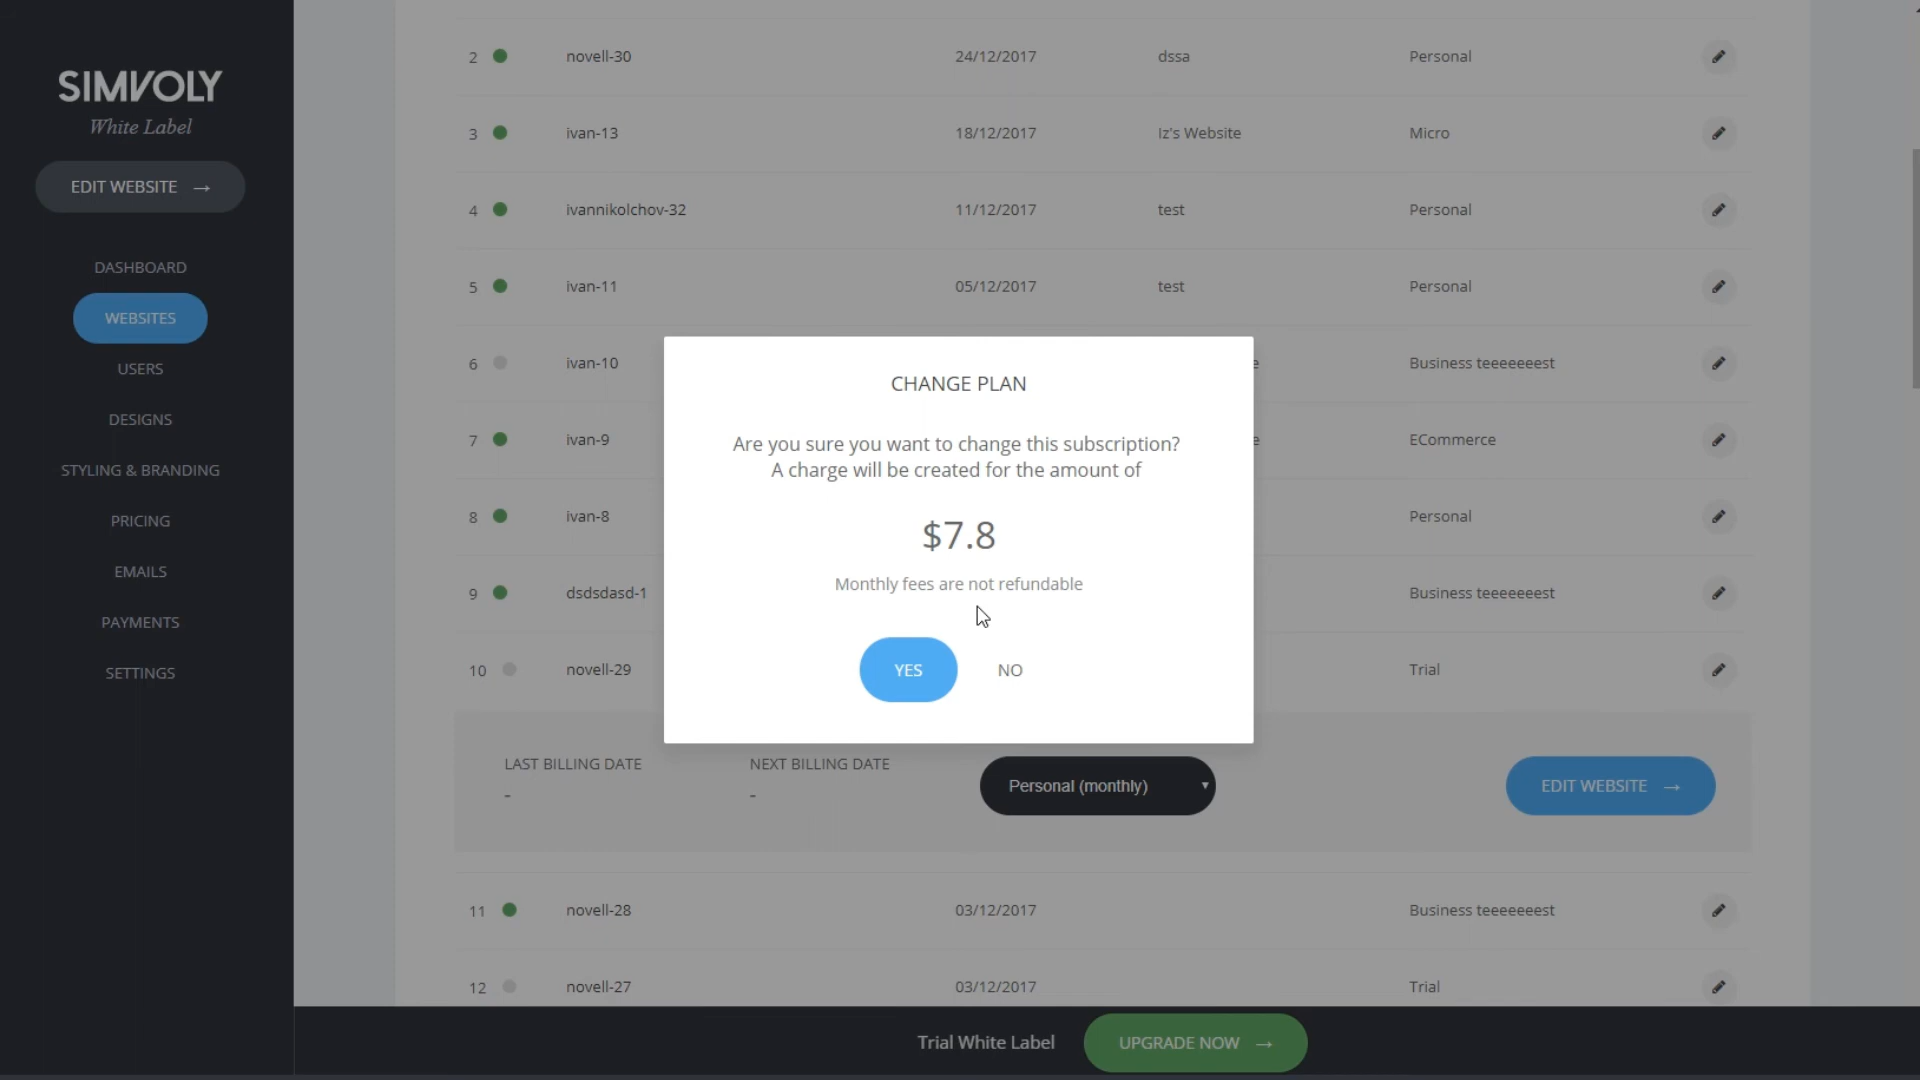 SIMVOLY
White Label
EDIT WEBSITE →
DASHBOARD
WEBSITES
USERS
DESIGNS
STYLING & BRANDING
PRICING
EMAILS
PAYMENTS
SETTINGS
2 novell-30 24/12/2017 dssa Personal
3 ivan-13 18/12/2017 Iz's Website Micro
4 ivannikolchov-32 11/12/2017 test Personal
5 ivan-11 05/12/2017 test Personal
6 ivan-10 e Business teeeeeeest
7 ivan-9 e ECommerce
8 ivan-8 Personal
9 dsdsdasd-1 Business teeeeeeest
10 novell-29 Trial
CHANGE PLAN
Are you sure you want to change this subscription?
A charge will be created for the amount of
$7.8
Monthly fees are not refundable
YES NO
LAST BILLING DATE NEXT BILLING DATE
- -
Personal (monthly)
EDIT WEBSITE →
11 novell-28 03/12/2017 Business teeeeeeest
12 novell-27 03/12/2017 Trial
Trial White Label UPGRADE NOW →